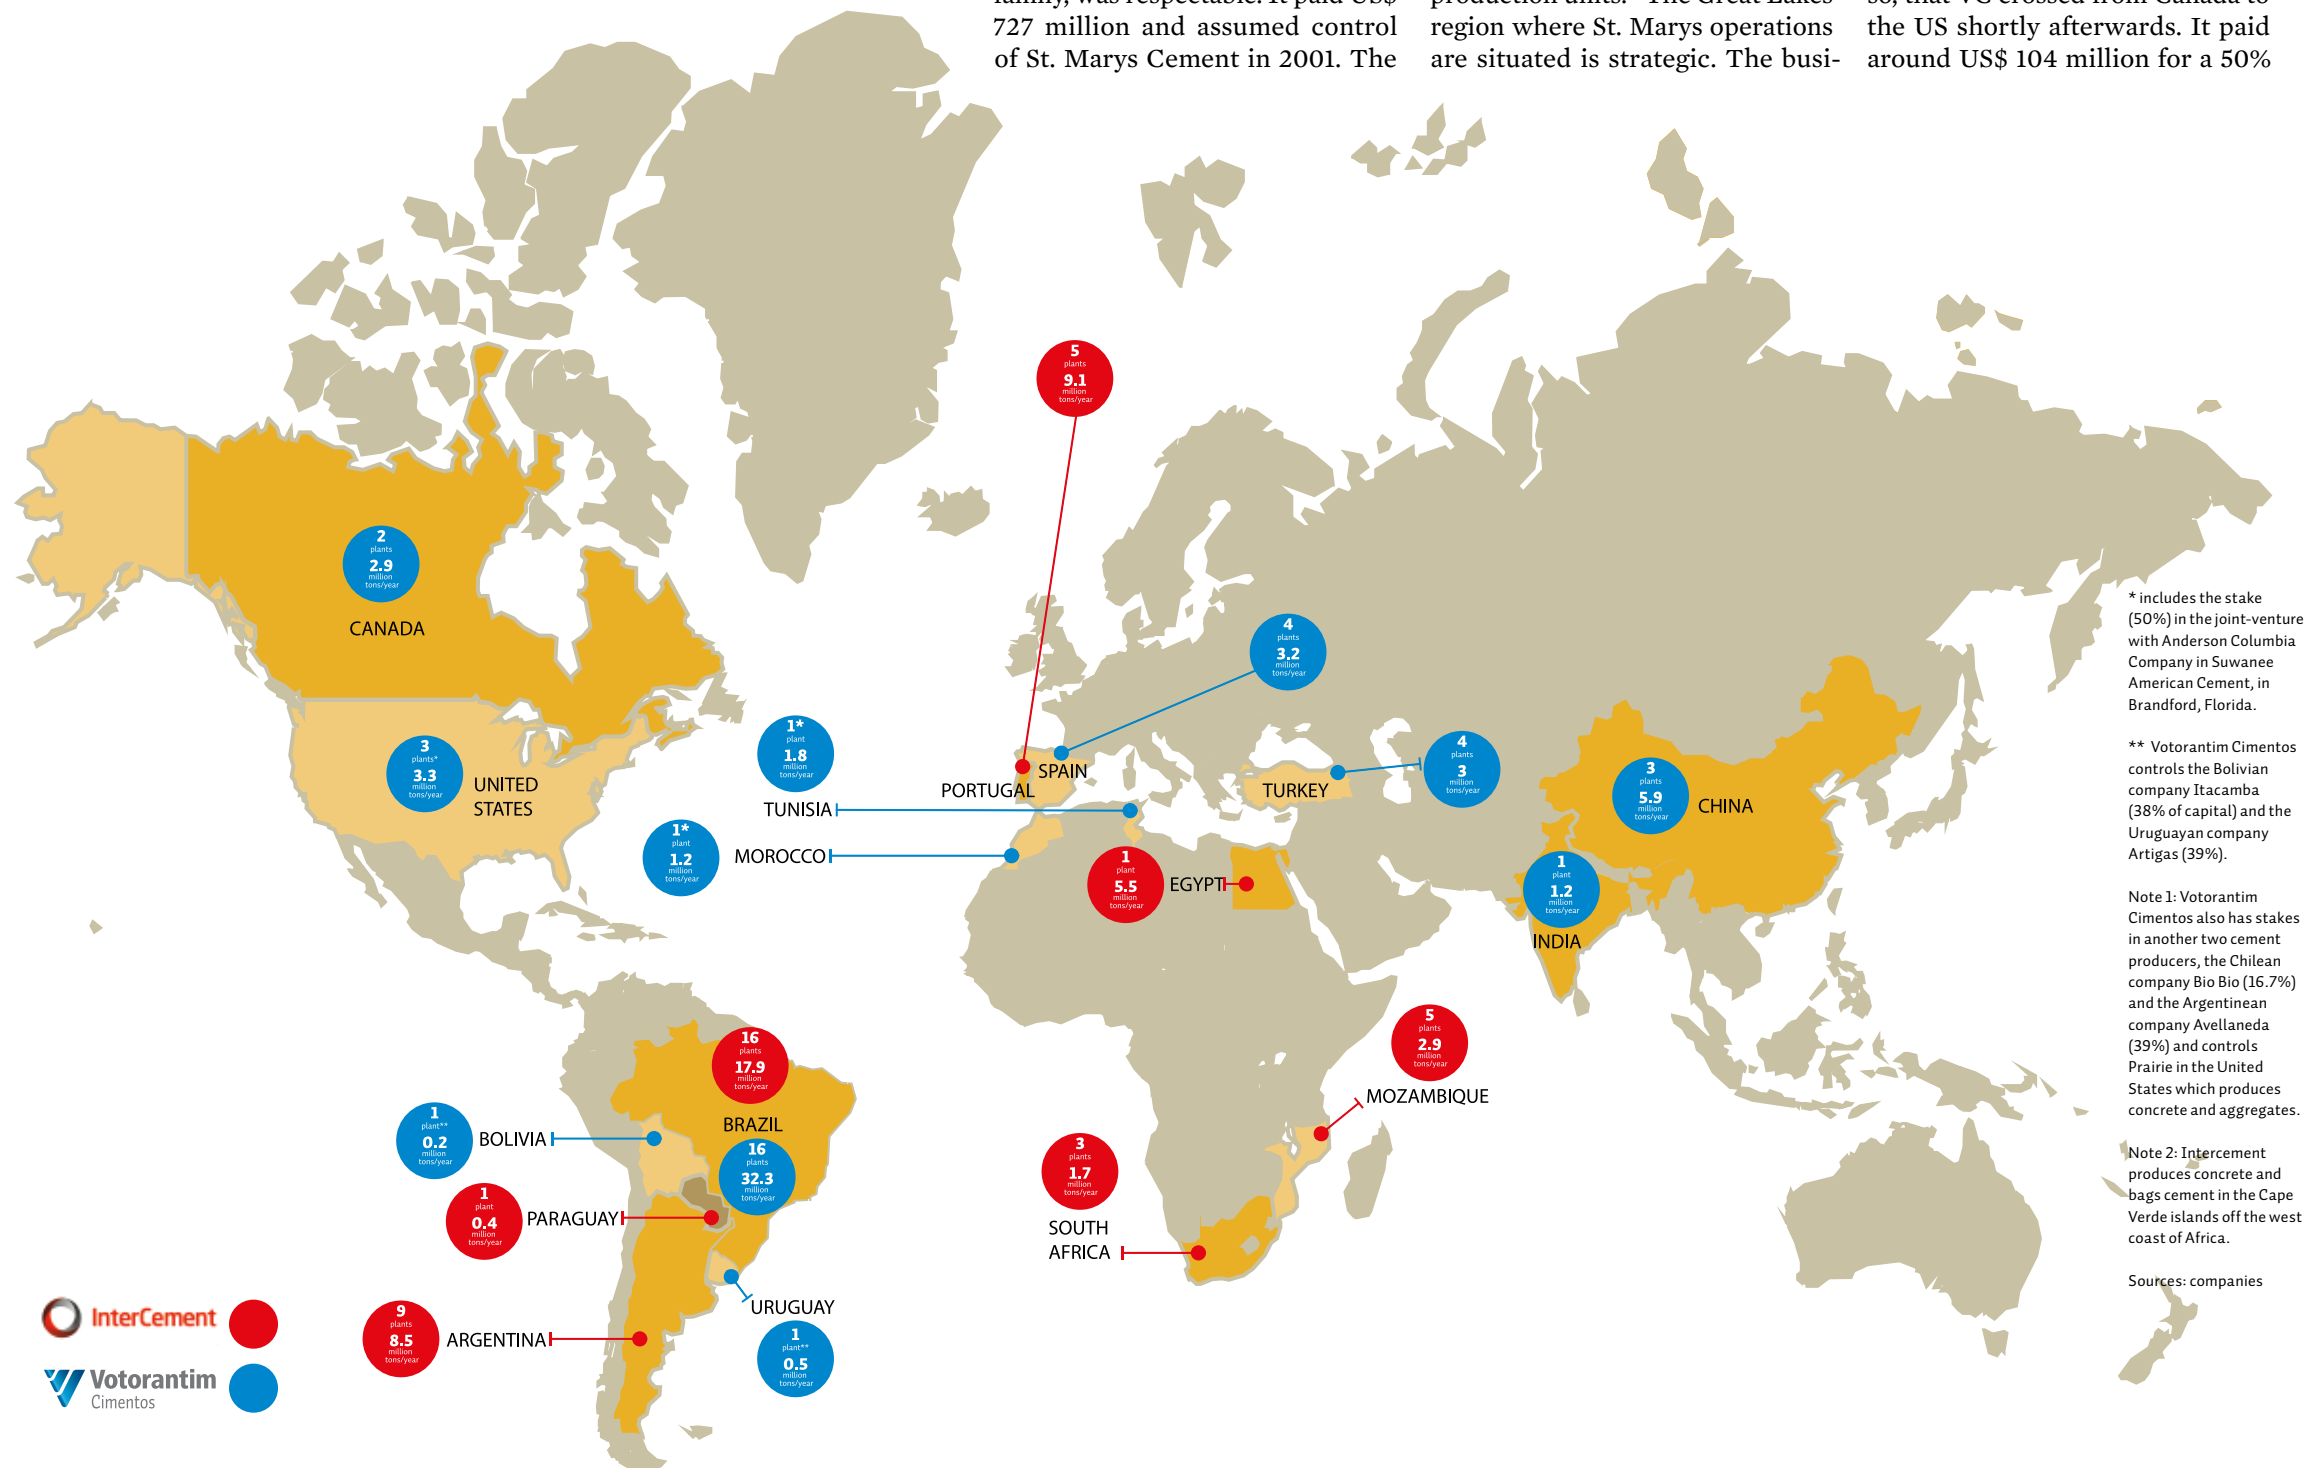 family, was respectable. It paid US$
727 million and assumed control
of St. Marys Cement in 2001. The
region where St. Marys operations
are situated is strategic. The busi-
so, that VC crossed from Canada to
the US shortly afterwards. It paid
around US$ 104 million for a 50%
5
plants
9.1
million
tons/year
2
plants
2.9
million
tons/year
CANADA
4
plants
3.2
million
tons/year
3
plants*
3.3
million
tons/year
UNITED
STATES
1*
plant
1.8
million
tons/year
TUNISIA
PORTUGAL
SPAIN
TURKEY
4
plants
3
million
tons/year
3
plants
5.9
million
tons/year
CHINA
1*
plant
1.2
million
tons/year
MOROCCO
1
plant
5.5
million
tons/year
EGYPT
1
plant
1.2
million
tons/year
INDIA
16
plants
17.9
million
tons/year
BRAZIL
16
plants
32.3
million
tons/year
1
plant**
0.2
million
tons/year
BOLIVIA
1
plant
0.4
million
tons/year
PARAGUAY
9
plants
8.5
million
tons/year
ARGENTINA
URUGUAY
1
plant**
0.5
million
tons/year
5
plants
2.9
million
tons/year
MOZAMBIQUE
3
plants
1.7
million
tons/year
SOUTH
AFRICA
InterCement
Votorantim
Cimentos
* includes the stake
(50%) in the joint-venture
with Anderson Columbia
Company in Suwanee
American Cement, in
Brandford, Florida.
** Votorantim Cimentos
controls the Bolivian
company Itacamba
(38% of capital) and the
Uruguayan company
Artigas (39%).
Note 1: Votorantim
Cimentos also has stakes
in another two cement
producers, the Chilean
company Bio Bio (16.7%)
and the Argentinean
company Avellaneda
(39%) and controls
Prairie in the United
States which produces
concrete and aggregates.
Note 2: Intercement
produces concrete and
bags cement in the Cape
Verde islands off the west
coast of Africa.
Sources: companies